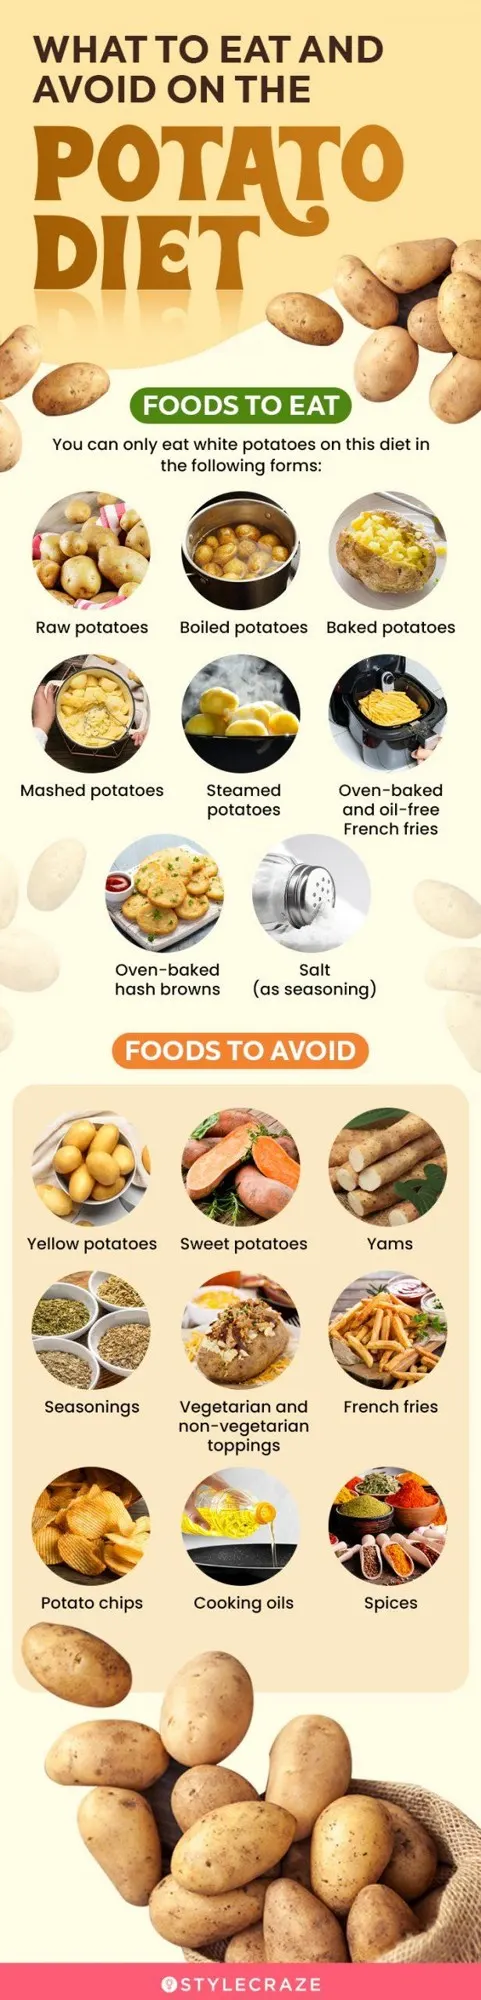 WHAT TO EAT AND
AVOID ON THE
POTATO
DIET
FOODS TO EAT
You can only eat white potatoes on this diet in
the following forms:
Raw potatoes
Boiled potatoes
Baked potatoes
Mashed potatoes
Steamed
potatoes
Oven-baked
and oil-free
French fries
Oven-baked
hash browns
Salt
(as seasoning)
FOODS TO AVOID
Yellow potatoes
Sweet potatoes
Yams
Seasonings
Vegetarian and
non-vegetarian
toppings
French fries
Potato chips
Cooking oils
Spices
STYLECRAZE